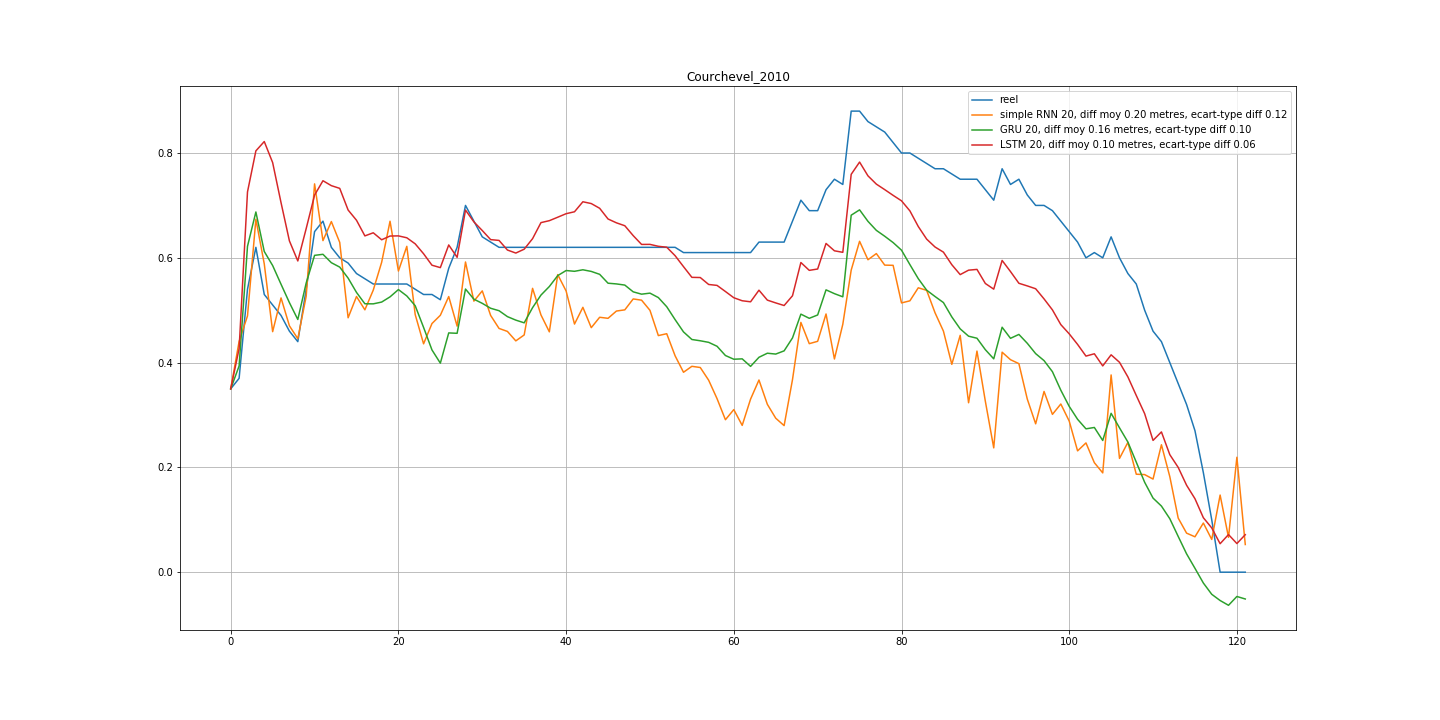 Courchevel_2010
reel
simple RNN 20, diff moy 0.20 metres, ecart-type diff 0.12
GRU 20, diff moy 0.16 metres, ecart-type diff 0.10
LSTM 20, diff moy 0.10 metres, ecart-type diff 0.06
0.8
0.6
0.4
0.2
0.0
0 20 40 60 80 100 120